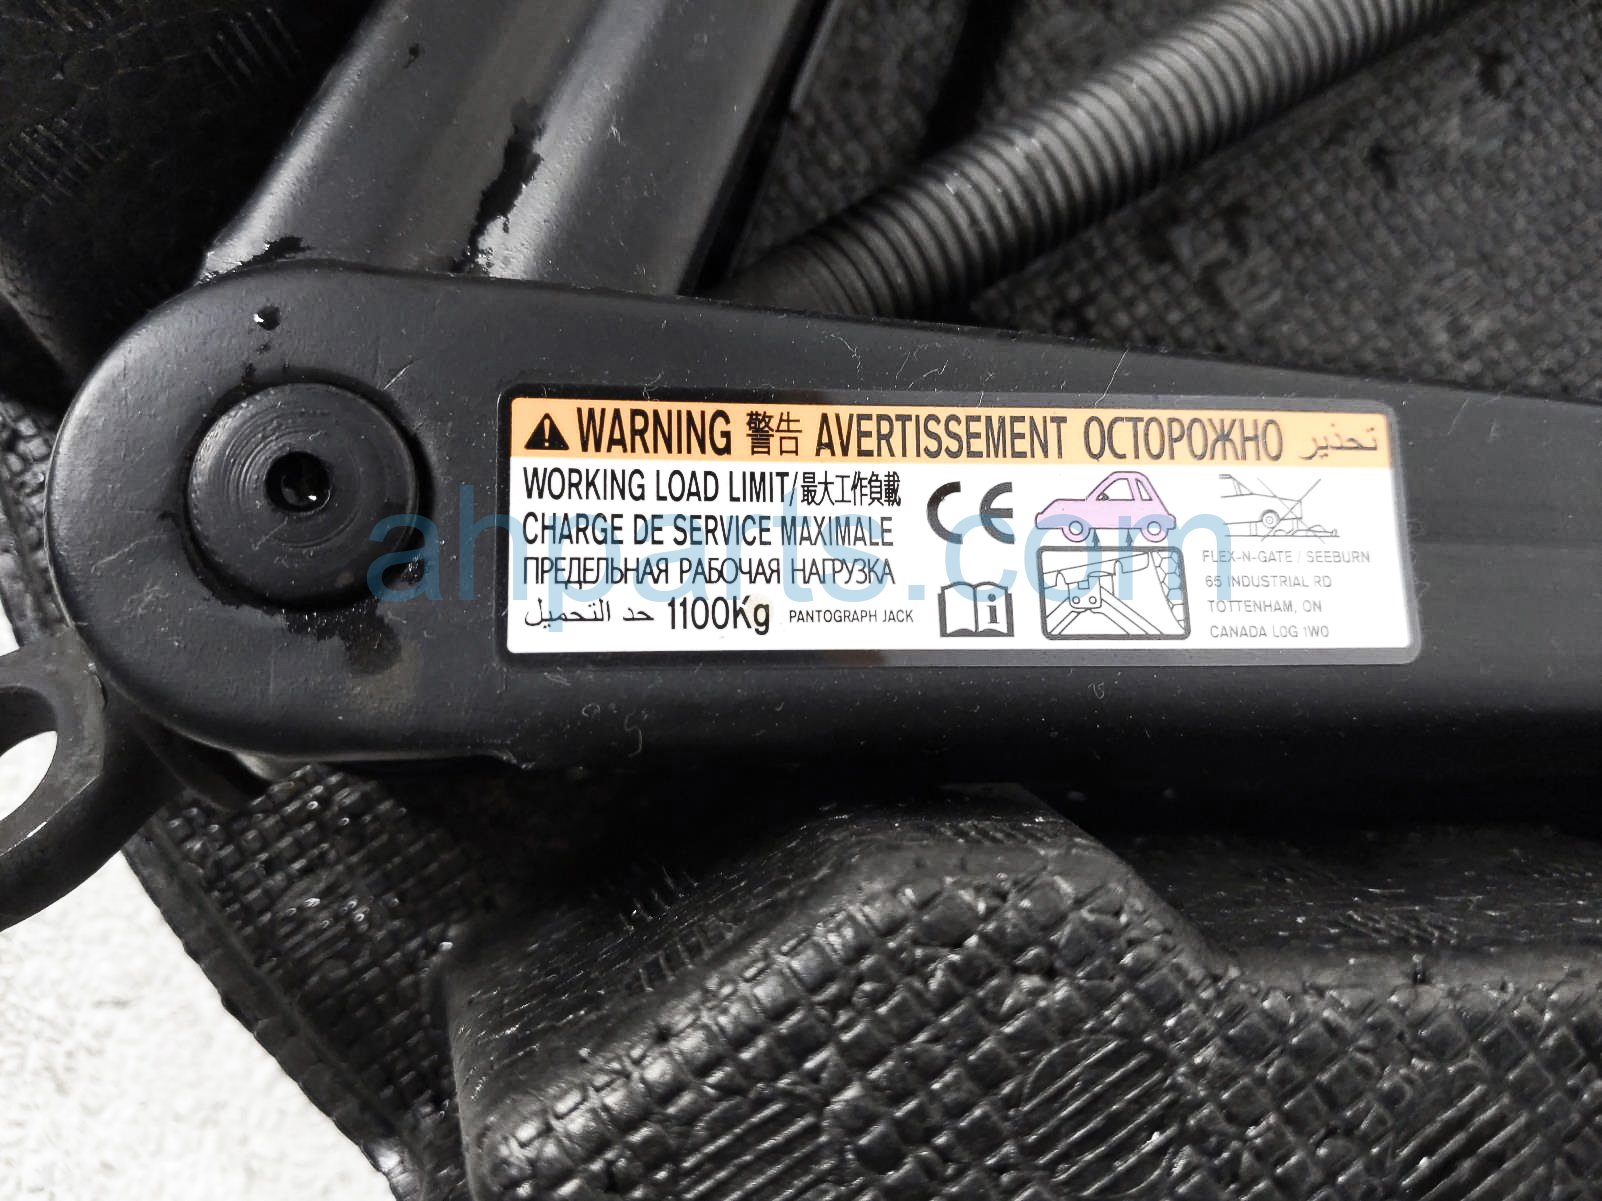 WARNING 警告 AVERTISSEMENT ОСТОРОЖНО تحذير
WORKING LOAD LIMIT/最大工作負載
CHARGE DE SERVICE MAXIMALE
ПРЕДЕЛЬНАЯ РАБОЧАЯ НАГРУЗКА
حد التحميل 1100Kg PANTOGRAPH JACK
CE
FLEX-N-GATE / SEEBURN
65 INDUSTRIAL RD
TOTTENHAM, ON
CANADA L0G 1W0
ahparts.com